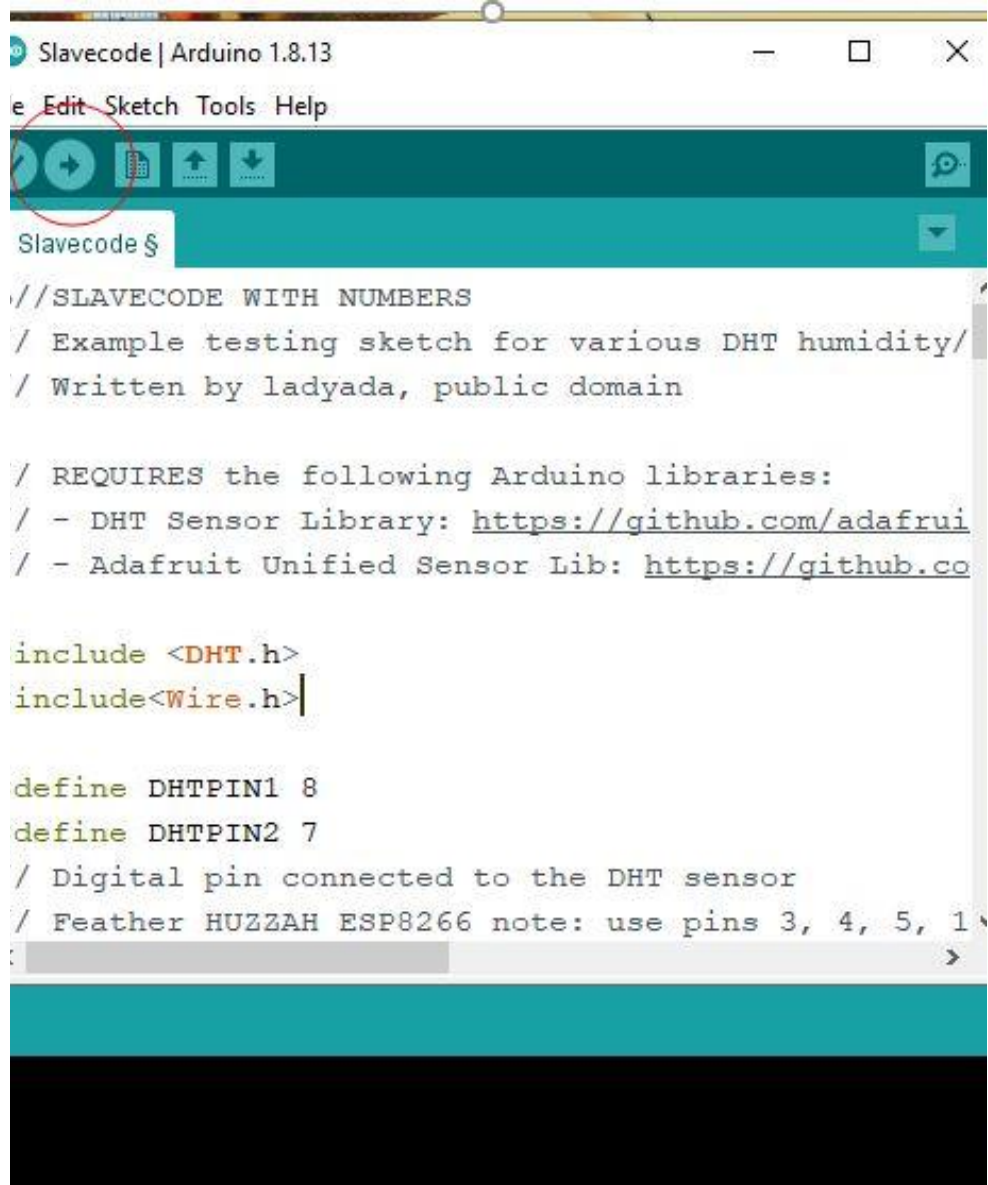 Slavecode | Arduino 1.8.13
e Edit Sketch Tools Help
Slavecode §
//SLAVECODE WITH NUMBERS
/ Example testing sketch for various DHT humidity/
/ Written by ladyada, public domain
/ REQUIRES the following Arduino libraries:
/ - DHT Sensor Library: https://github.com/adafrui
/ - Adafruit Unified Sensor Lib: https://github.co
include <DHT.h>
include<Wire.h>
define DHTPIN1 8
define DHTPIN2 7
/ Digital pin connected to the DHT sensor
/ Feather HUZZAH ESP8266 note: use pins 3, 4, 5, 1